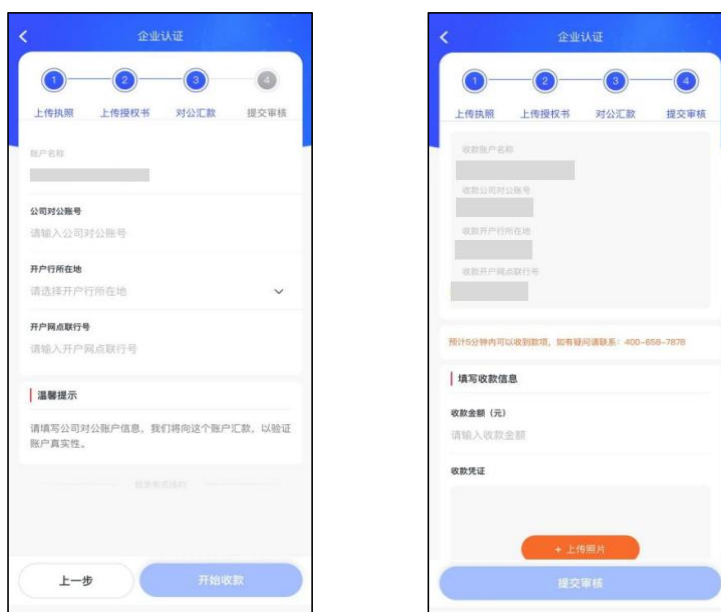 企业认证
1
2
3
4
上传执照
上传授权书
对公汇款
提交审核
账户名称
公司对公账号
请输入公司对公账号
开户行所在地
请选择开户行所在地
开户网点联行号
请输入开户网点联行号
温馨提示
请填写公司对公账户信息，我们将向这个账户汇款，以验证
账户真实性。
上一步
开始收款
企业认证
1
2
3
4
上传执照
上传授权书
对公汇款
提交审核
收款账户名称
收款公司对公账号
收款开户行所在地
收款开户网点联行号
预计5分钟内可以收到款项，如有疑问请联系：400-658-7878
填写收款信息
收款金额（元）
请输入收款金额
收款凭证
+ 上传照片
提交审核